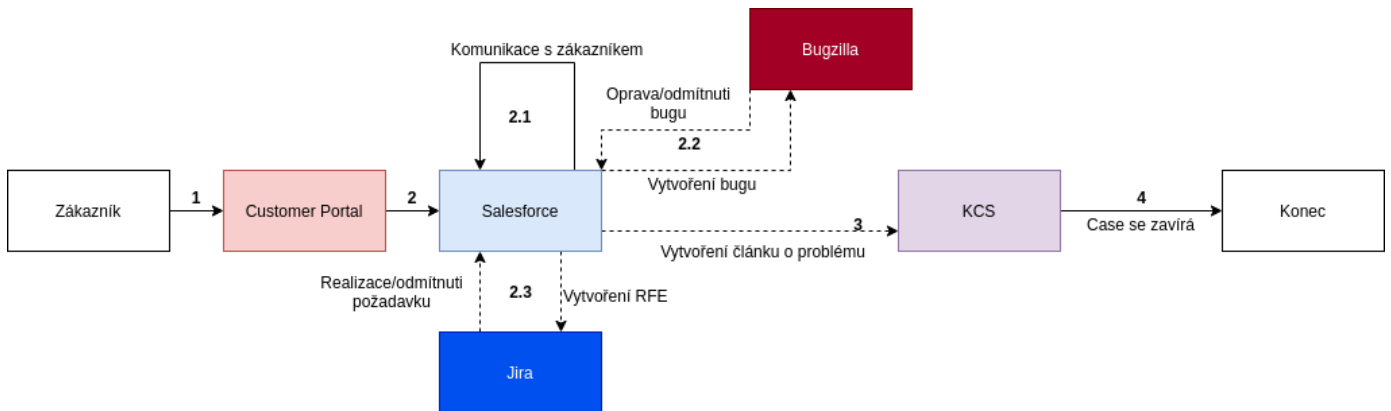 Komunikace s zákazníkem
Bugzilla
Oprava/odmítnuti
bugu
2.1
2.2
Vytvoření bugu
Zákazník
1
Customer Portal
2
Salesforce
3
Vytvoření článku o problému
KCS
4
Case se zavírá
Konec
Realizace/odmítnuti
požadavku
2.3
Vytvoření RFE
Jira